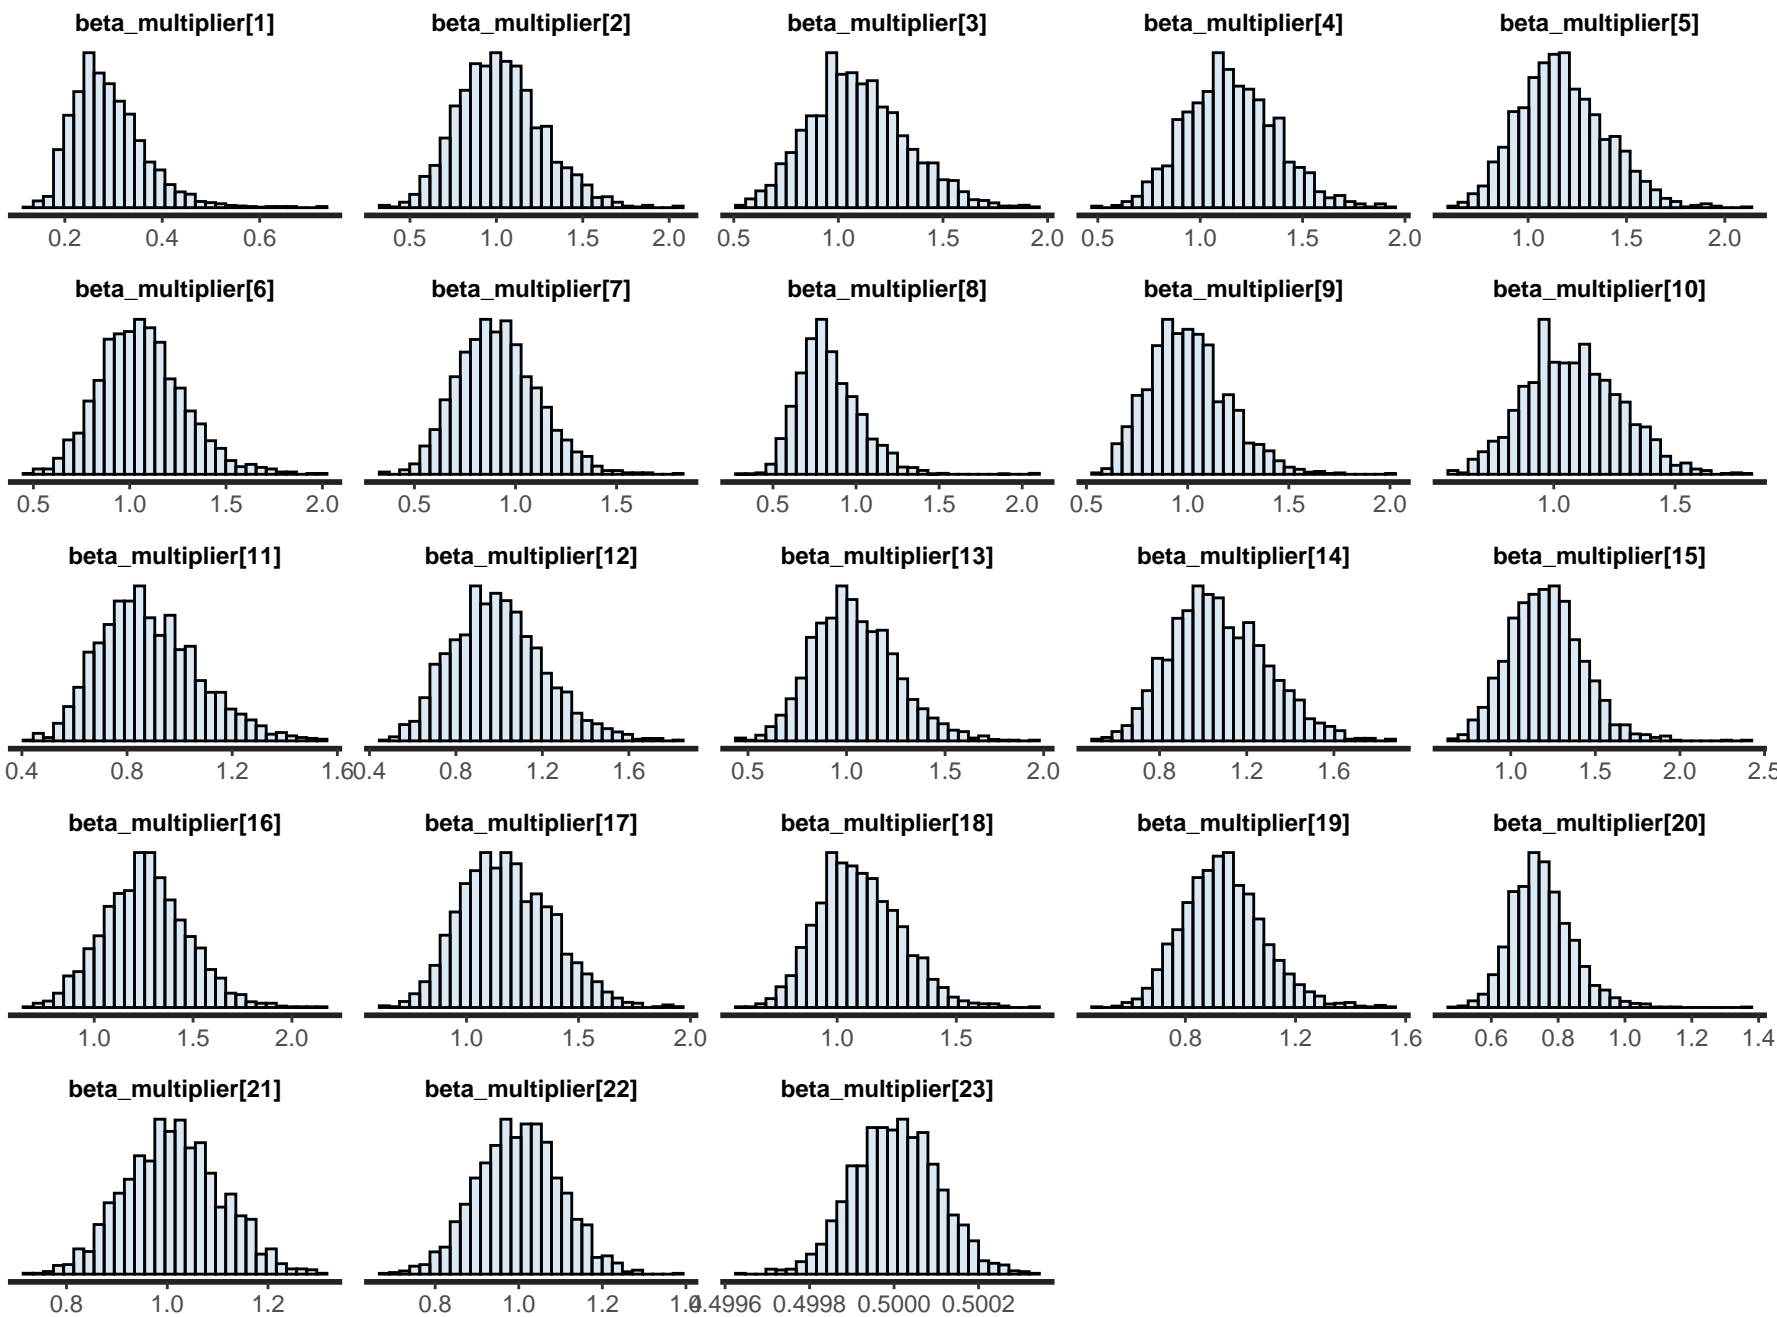 beta_multiplier[1] beta_multiplier[2] beta_multiplier[3] beta_multiplier[4] beta_multiplier[5]
0.2 0.4 0.6 0.5 1.0 1.5 2.0 0.5 1.0 1.5 2.0 0.5 1.0 1.5 2.0 1.0 1.5 2.0
beta_multiplier[6] beta_multiplier[7] beta_multiplier[8] beta_multiplier[9] beta_multiplier[10]
0.5 1.0 1.5 2.0 0.5 1.0 1.5 0.5 1.0 1.5 2.0 0.5 1.0 1.5 2.0 1.0 1.5
beta_multiplier[11] beta_multiplier[12] beta_multiplier[13] beta_multiplier[14] beta_multiplier[15]
0.4 0.8 1.2 1.6 0.4 0.8 1.2 1.6 0.5 1.0 1.5 2.0 0.8 1.2 1.6 1.0 1.5 2.0 2.5
beta_multiplier[16] beta_multiplier[17] beta_multiplier[18] beta_multiplier[19] beta_multiplier[20]
1.0 1.5 2.0 1.0 1.5 2.0 1.0 1.5 0.8 1.2 1.6 0.6 0.8 1.0 1.2 1.4
beta_multiplier[21] beta_multiplier[22] beta_multiplier[23]
0.8 1.0 1.2 0.8 1.0 1.2 1.4 0.4996 0.4998 0.5000 0.5002